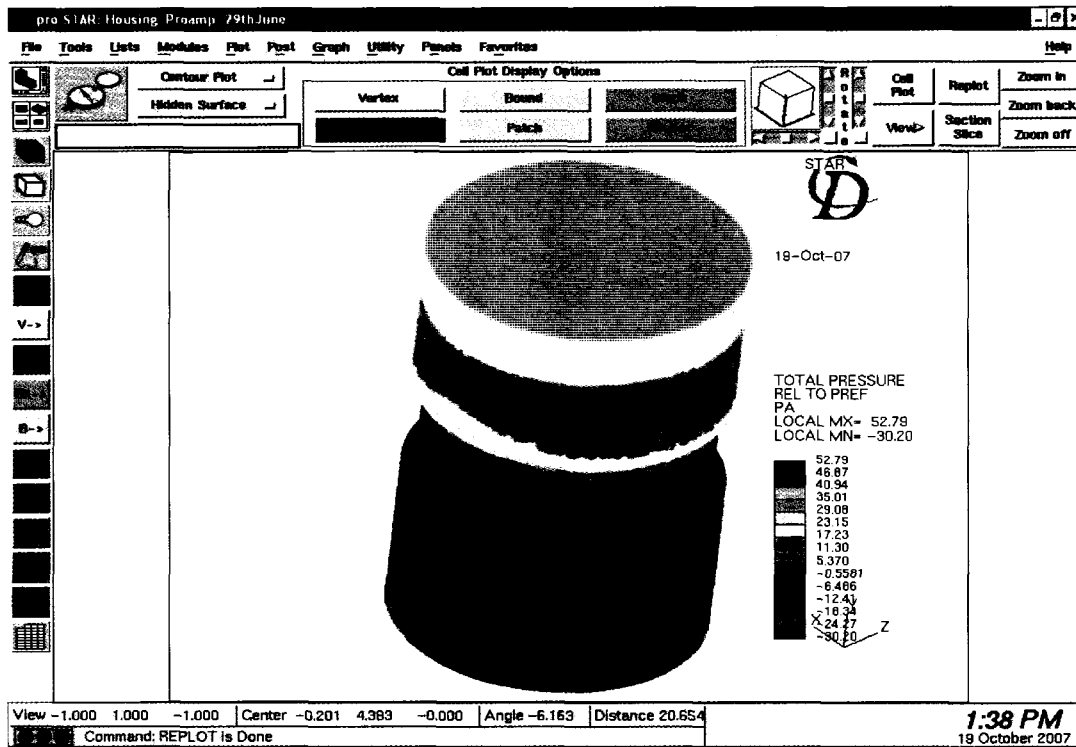 pro STAR: Housing Preamp 29thJune
File Tools Lists Modules Plot Post Graph Utility Panels Favorites Help
Contour Plot
Hidden Surface
Cell Plot Display Options
Vertex Bound
Patch
Rotate
Cell Plot
View>
Replot
Section Slice
Zoom in
Zoom back
Zoom off
V->
B->
STAR
CD
19-Oct-07
TOTAL PRESSURE
REL TO PREF
PA
LOCAL MX= 52.79
LOCAL MN= -30.20
52.79
46.87
40.94
35.01
29.08
23.15
17.23
11.30
5.370
-0.5581
-6.486
-12.41
-18.34
-24.27
-30.20
X
Y
Z
View -1.000 1.000 -1.000 Center -0.201 4.383 -0.000 Angle -6.163 Distance 20.654
Command: REPLOT is Done
1:38 PM
19 October 2007